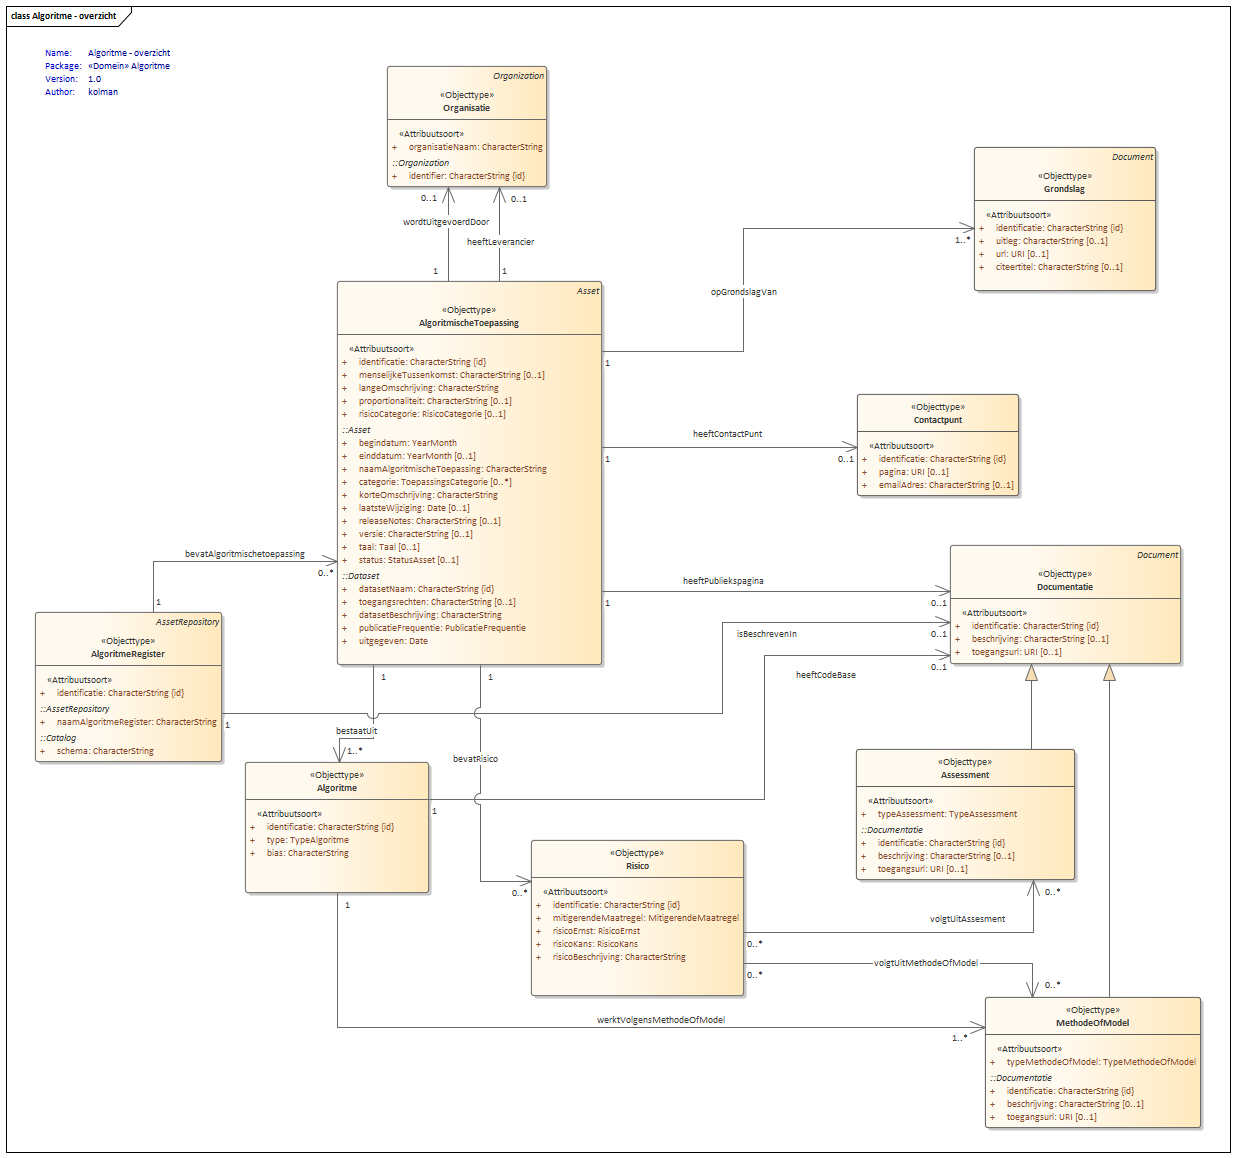 class Algoritme - overzicht
Name: Algoritme - overzicht
Package: «Domein» Algoritme
Version: 1.0
Author: kolman
Organization
«Objecttype»
Organisatie
«Attribuutsoort»
+ organisatieNaam: CharacterString
::Organization
+ identifier: CharacterString {id}
0..1
0..1
wordtUitgevoerdDoor
heeftLeverancier
1
1
Document
«Objecttype»
Grondslag
«Attribuutsoort»
+ identificatie: CharacterString {id}
+ uitleg: CharacterString [0..1]
+ url: URI [0..1]
+ citeertitel: CharacterString [0..1]
1..*
opGrondslagVan
1
Asset
«Objecttype»
AlgoritmischeToepassing
«Attribuutsoort»
+ identificatie: CharacterString {id}
+ menselijkeTussenkomst: CharacterString [0..1]
+ langeOmschrijving: CharacterString
+ proportionaliteit: CharacterString [0..1]
+ risicoCategorie: RisicoCategorie [0..1]
::Asset
+ begindatum: YearMonth
+ einddatum: YearMonth [0..1]
+ naamAlgoritmischeToepassing: CharacterString
+ categorie: ToepassingsCategorie [0..*]
+ korteOmschrijving: CharacterString
+ laatsteWijziging: Date [0..1]
+ releaseNotes: CharacterString [0..1]
+ versie: CharacterString [0..1]
+ taal: Taal [0..1]
+ status: StatusAsset [0..1]
::Dataset
+ datasetNaam: CharacterString {id}
+ toegangsrechten: CharacterString [0..1]
+ datasetBeschrijving: CharacterString
+ publicatieFrequentie: PublicatieFrequentie
+ uitgegeven: Date
heeftContactPunt
1
0..1
«Objecttype»
Contactpunt
«Attribuutsoort»
+ identificatie: CharacterString {id}
+ pagina: URI [0..1]
+ emailAdres: CharacterString [0..1]
bevatAlgoritmischetoepassing
0..*
1
heeftPubliekspagina
1
0..1
isBeschrevenIn
0..1
heeftCodeBase
0..1
Document
«Objecttype»
Documentatie
«Attribuutsoort»
+ identificatie: CharacterString {id}
+ beschrijving: CharacterString [0..1]
+ toegangsurl: URI [0..1]
AssetRepository
«Objecttype»
AlgoritmeRegister
«Attribuutsoort»
+ identificatie: CharacterString {id}
::AssetRepository
+ naamAlgoritmeRegister: CharacterString
::Catalog
+ schema: CharacterString
1
1
1
bestaatUit
1..*
bevatRisico
«Objecttype»
Algoritme
«Attribuutsoort»
+ identificatie: CharacterString {id}
+ type: TypeAlgoritme
+ bias: CharacterString
1
1
«Objecttype»
Assessment
«Attribuutsoort»
+ typeAssessment: TypeAssessment
::Documentatie
+ identificatie: CharacterString {id}
+ beschrijving: CharacterString [0..1]
+ toegangsurl: URI [0..1]
0..*
«Objecttype»
Risico
«Attribuutsoort»
+ identificatie: CharacterString {id}
+ mitigerendeMaatregel: MitigerendeMaatregel
+ risicoErnst: RisicoErnst
+ risicoKans: RisicoKans
+ risicoBeschrijving: CharacterString
0..*
volgtUitAssesment
0..*
volgtUitMethodeOfModel
0..*
0..*
werktVolgensMethodeOfModel
1..*
«Objecttype»
MethodeOfModel
«Attribuutsoort»
+ typeMethodeOfModel: TypeMethodeOfModel
::Documentatie
+ identificatie: CharacterString {id}
+ beschrijving: CharacterString [0..1]
+ toegangsurl: URI [0..1]